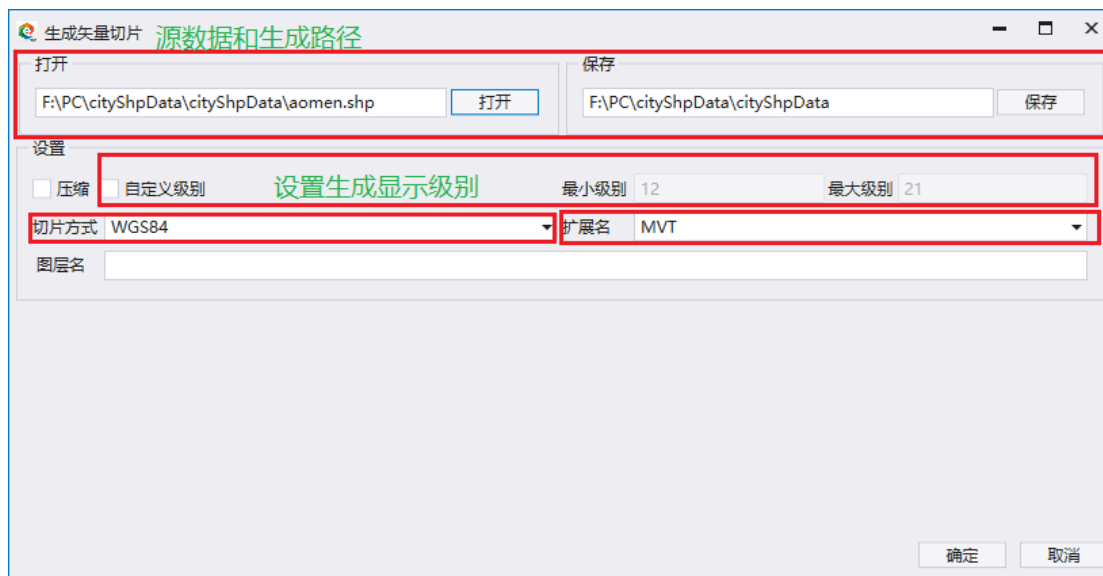 生成矢量切片 源数据和生成路径
打开 保存
F:\PC\cityShpData\cityShpData\aomen.shp 打开 F:\PC\cityShpData\cityShpData 保存
设置
压缩 自定义级别 设置生成显示级别 最小级别 12 最大级别 21
切片方式 WGS84 扩展名 MVT
图层名
确定 取消